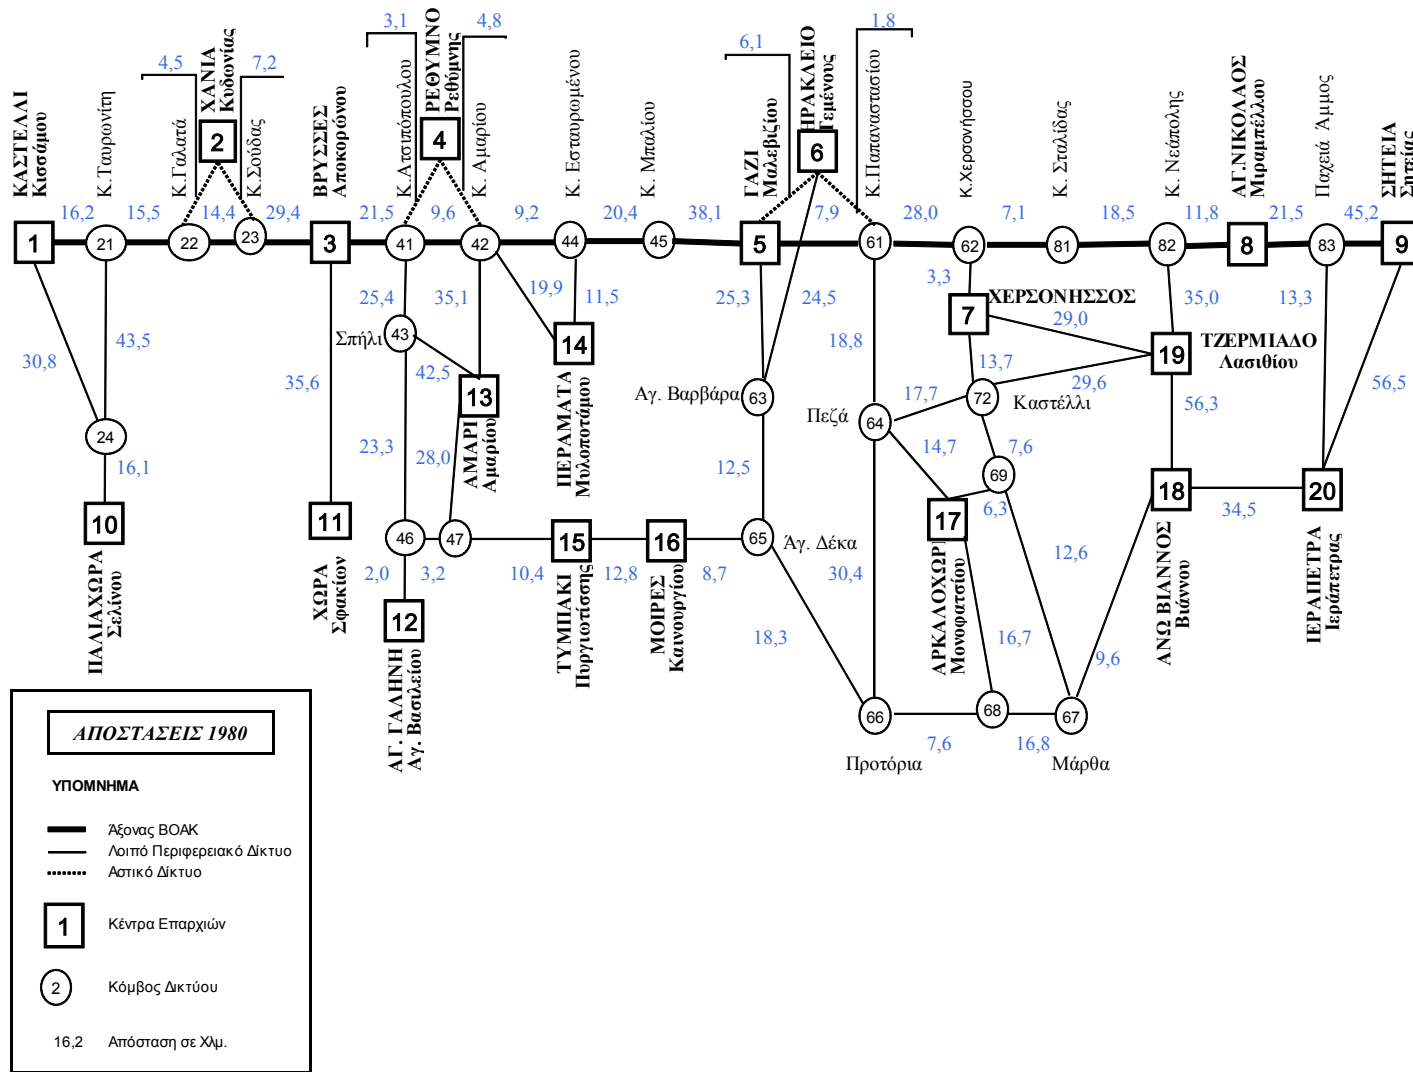 3,1
4,8
1,8
4,5
7,2
6,1
ΚΑΣΤΕΛΛΙ
Κισσάμου
Κ.Ταυρωνίτη
Κ.Γαλατά
ΧΑΝΙΑ
Κυδωνίας
Κ.Σούδας
ΒΡΥΣΣΕΣ
Αποκορώνου
Κ.Ατσιπόπουλου
ΡΕΘΥΜΝΟ
Ρεθύμνης
Κ. Αμαρίου
Κ. Εσταυρωμένου
Κ. Μπαλίου
ΓΑΖΙ
Μαλεβιζίου
ΗΡΑΚΛΕΙΟ
Τεμένους
Κ.Παπαναστασίου
Κ.Χερσονήσσου
Κ. Σταλίδας
Κ. Νεάπολης
ΑΓ.ΝΙΚΟΛΑΟΣ
Μιραμπέλλου
Παχειά Άμμος
ΣΗΤΕΙΑ
Σητείας
2
4
6
16,2
15,5
14,4
29,4
21,5
9,6
9,2
20,4
38,1
7,9
28,0
7,1
18,5
11,8
21,5
45,2
1
21
22
23
3
41
42
44
45
5
61
62
81
82
8
83
9
25,4
35,1
19,9
11,5
25,3
24,5
3,3
35,0
13,3
Σπήλι
43
14
7
ΧΕΡΣΟΝΗΣΣΟΣ
29,0
19
ΤΖΕΡΜΙΑΔΟ
Λασιθίου
30,8
43,5
35,6
42,5
13
18,8
13,7
29,6
56,5
Αγ. Βαρβάρα
63
Πεζά
64
17,7
72
Καστέλλι
56,3
24
16,1
23,3
28,0
ΑΜΑΡΙ
Αμαρίου
ΠΕΡΑΜΑΤΑ
Μυλοποτάμου
12,5
14,7
7,6
69
6,3
10
11
46
47
15
16
65
Άγ. Δέκα
17
18
34,5
20
2,0
3,2
10,4
12,8
8,7
30,4
12,6
ΠΑΛΙΑΧΩΡΑ
Σελίνου
ΧΩΡΑ
Σφακίων
12
ΑΓ. ΓΑΛΗΝΗ
Αγ. Βασιλείου
ΤΥΜΠΑΚΙ
Πυργιοτίσσης
ΜΟΙΡΕΣ
Καινουργίου
18,3
ΑΡΚΑΛΟΧΩΡΙ
Μονοφατσίου
16,7
9,6
ΑΝΩ ΒΙΑΝΝΟΣ
Βιάννου
ΙΕΡΑΠΕΤΡΑ
Ιεράπετρας
66
68
67
7,6
16,8
Προτόρια
Μάρθα
ΑΠΟΣΤΑΣΕΙΣ 1980
ΥΠΟΜΝΗΜΑ
Άξονας ΒΟΑΚ
Λοιπό Περιφερειακό Δίκτυο
Αστικό Δίκτυο
1
Κέντρα Επαρχιών
2
Κόμβος Δικτύου
16,2
Απόσταση σε Χλμ.